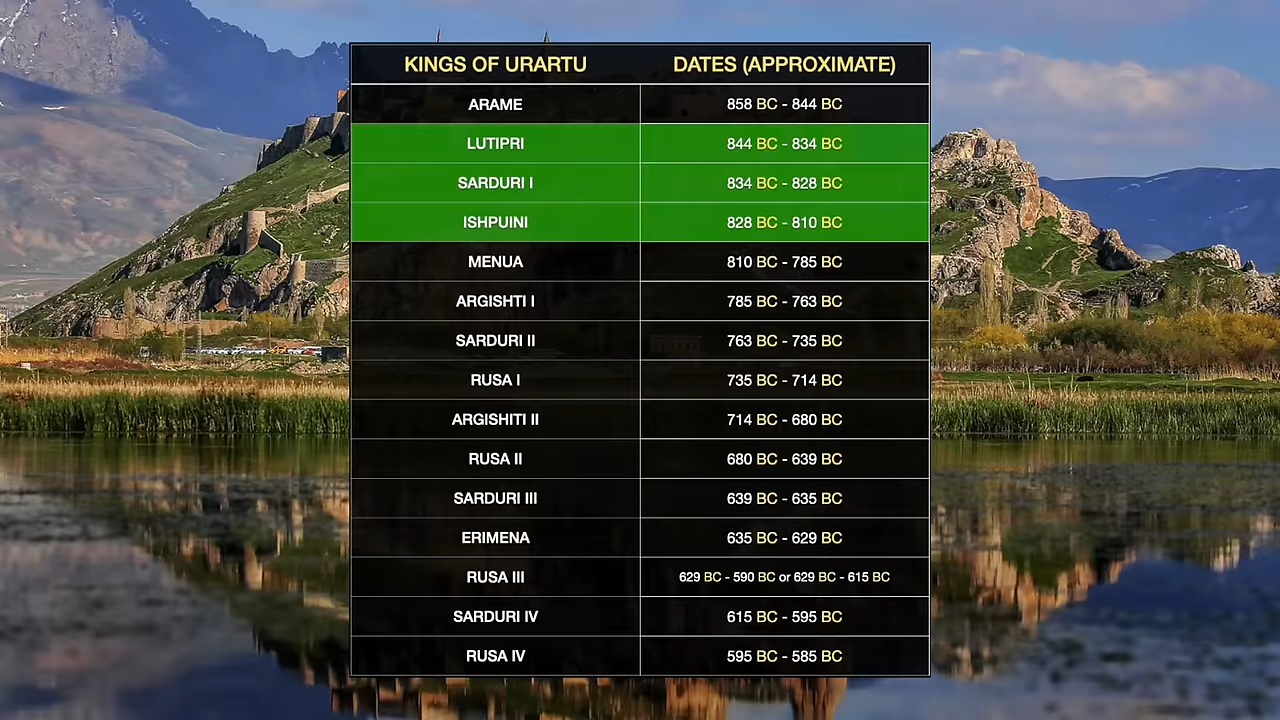 KINGS OF URARTU DATES (APPROXIMATE)
ARAME 858 BC - 844 BC
LUTIPRI 844 BC - 834 BC
SARDURI I 834 BC - 828 BC
ISHPUINI 828 BC - 810 BC
MENUA 810 BC - 785 BC
ARGISHTI I 785 BC - 763 BC
SARDURI II 763 BC - 735 BC
RUSA I 735 BC - 714 BC
ARGISHITI II 714 BC - 680 BC
RUSA II 680 BC - 639 BC
SARDURI III 639 BC - 635 BC
ERIMENA 635 BC - 629 BC
RUSA III 629 BC - 590 BC or 629 BC - 615 BC
SARDURI IV 615 BC - 595 BC
RUSA IV 595 BC - 585 BC